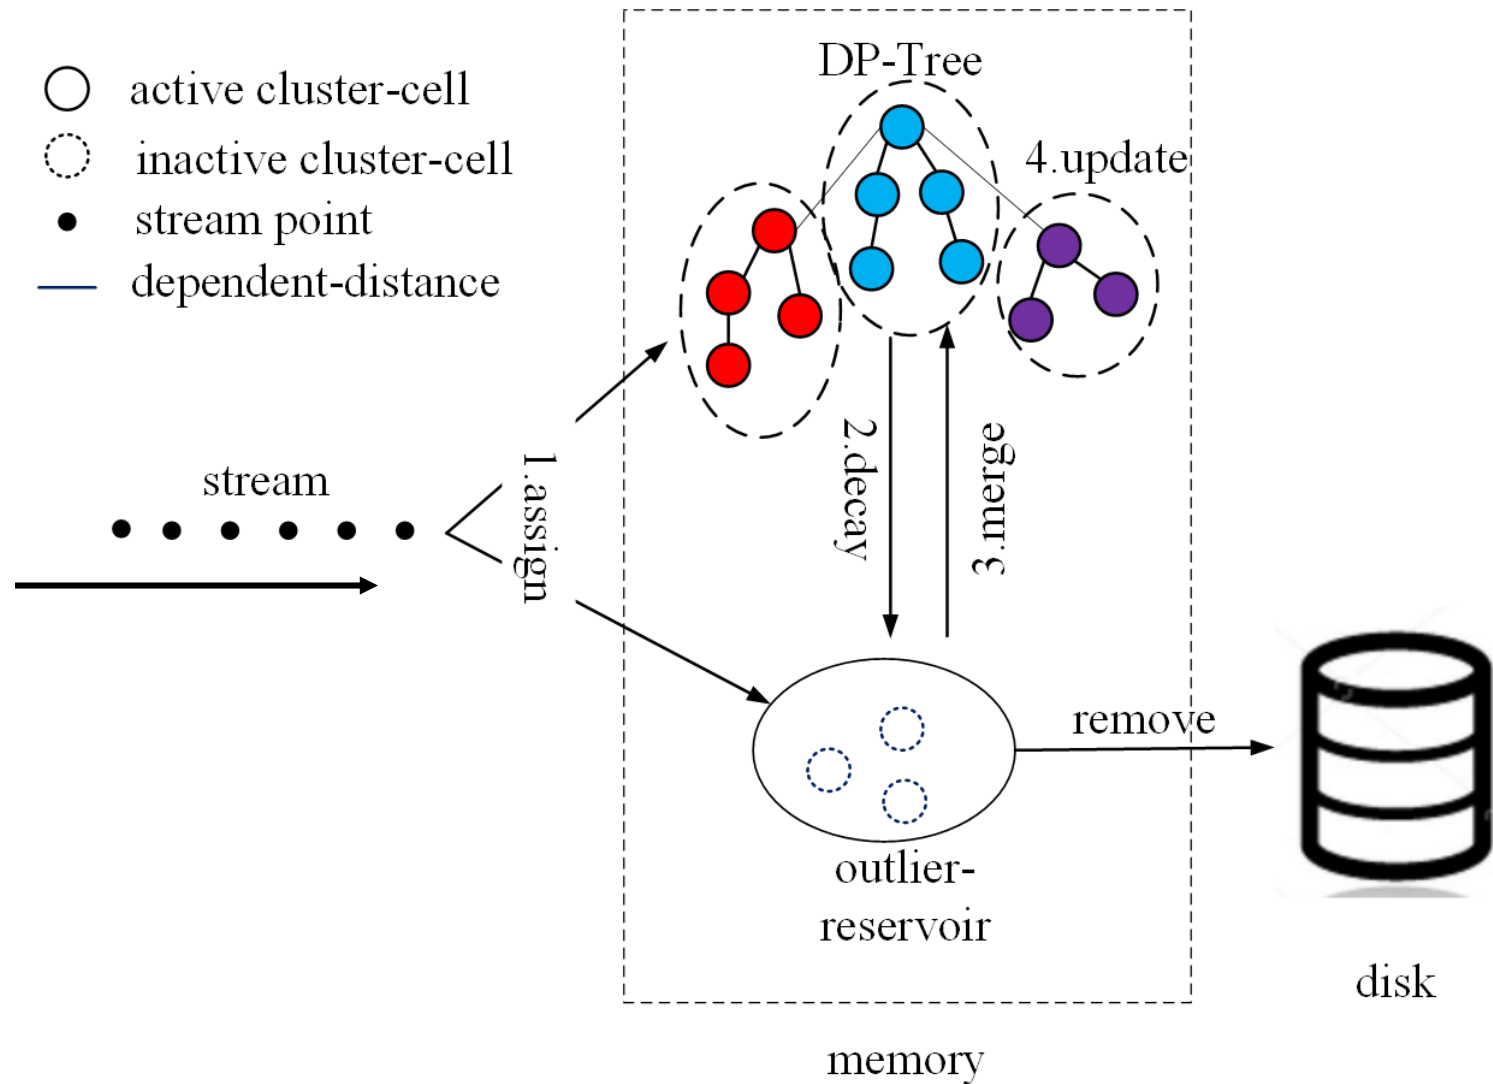 active cluster-cell
inactive cluster-cell
stream point
dependent-distance
DP-Tree
4.update
stream
1.assign
2.decay
3.merge
remove
outlier-
reservoir
disk
memory